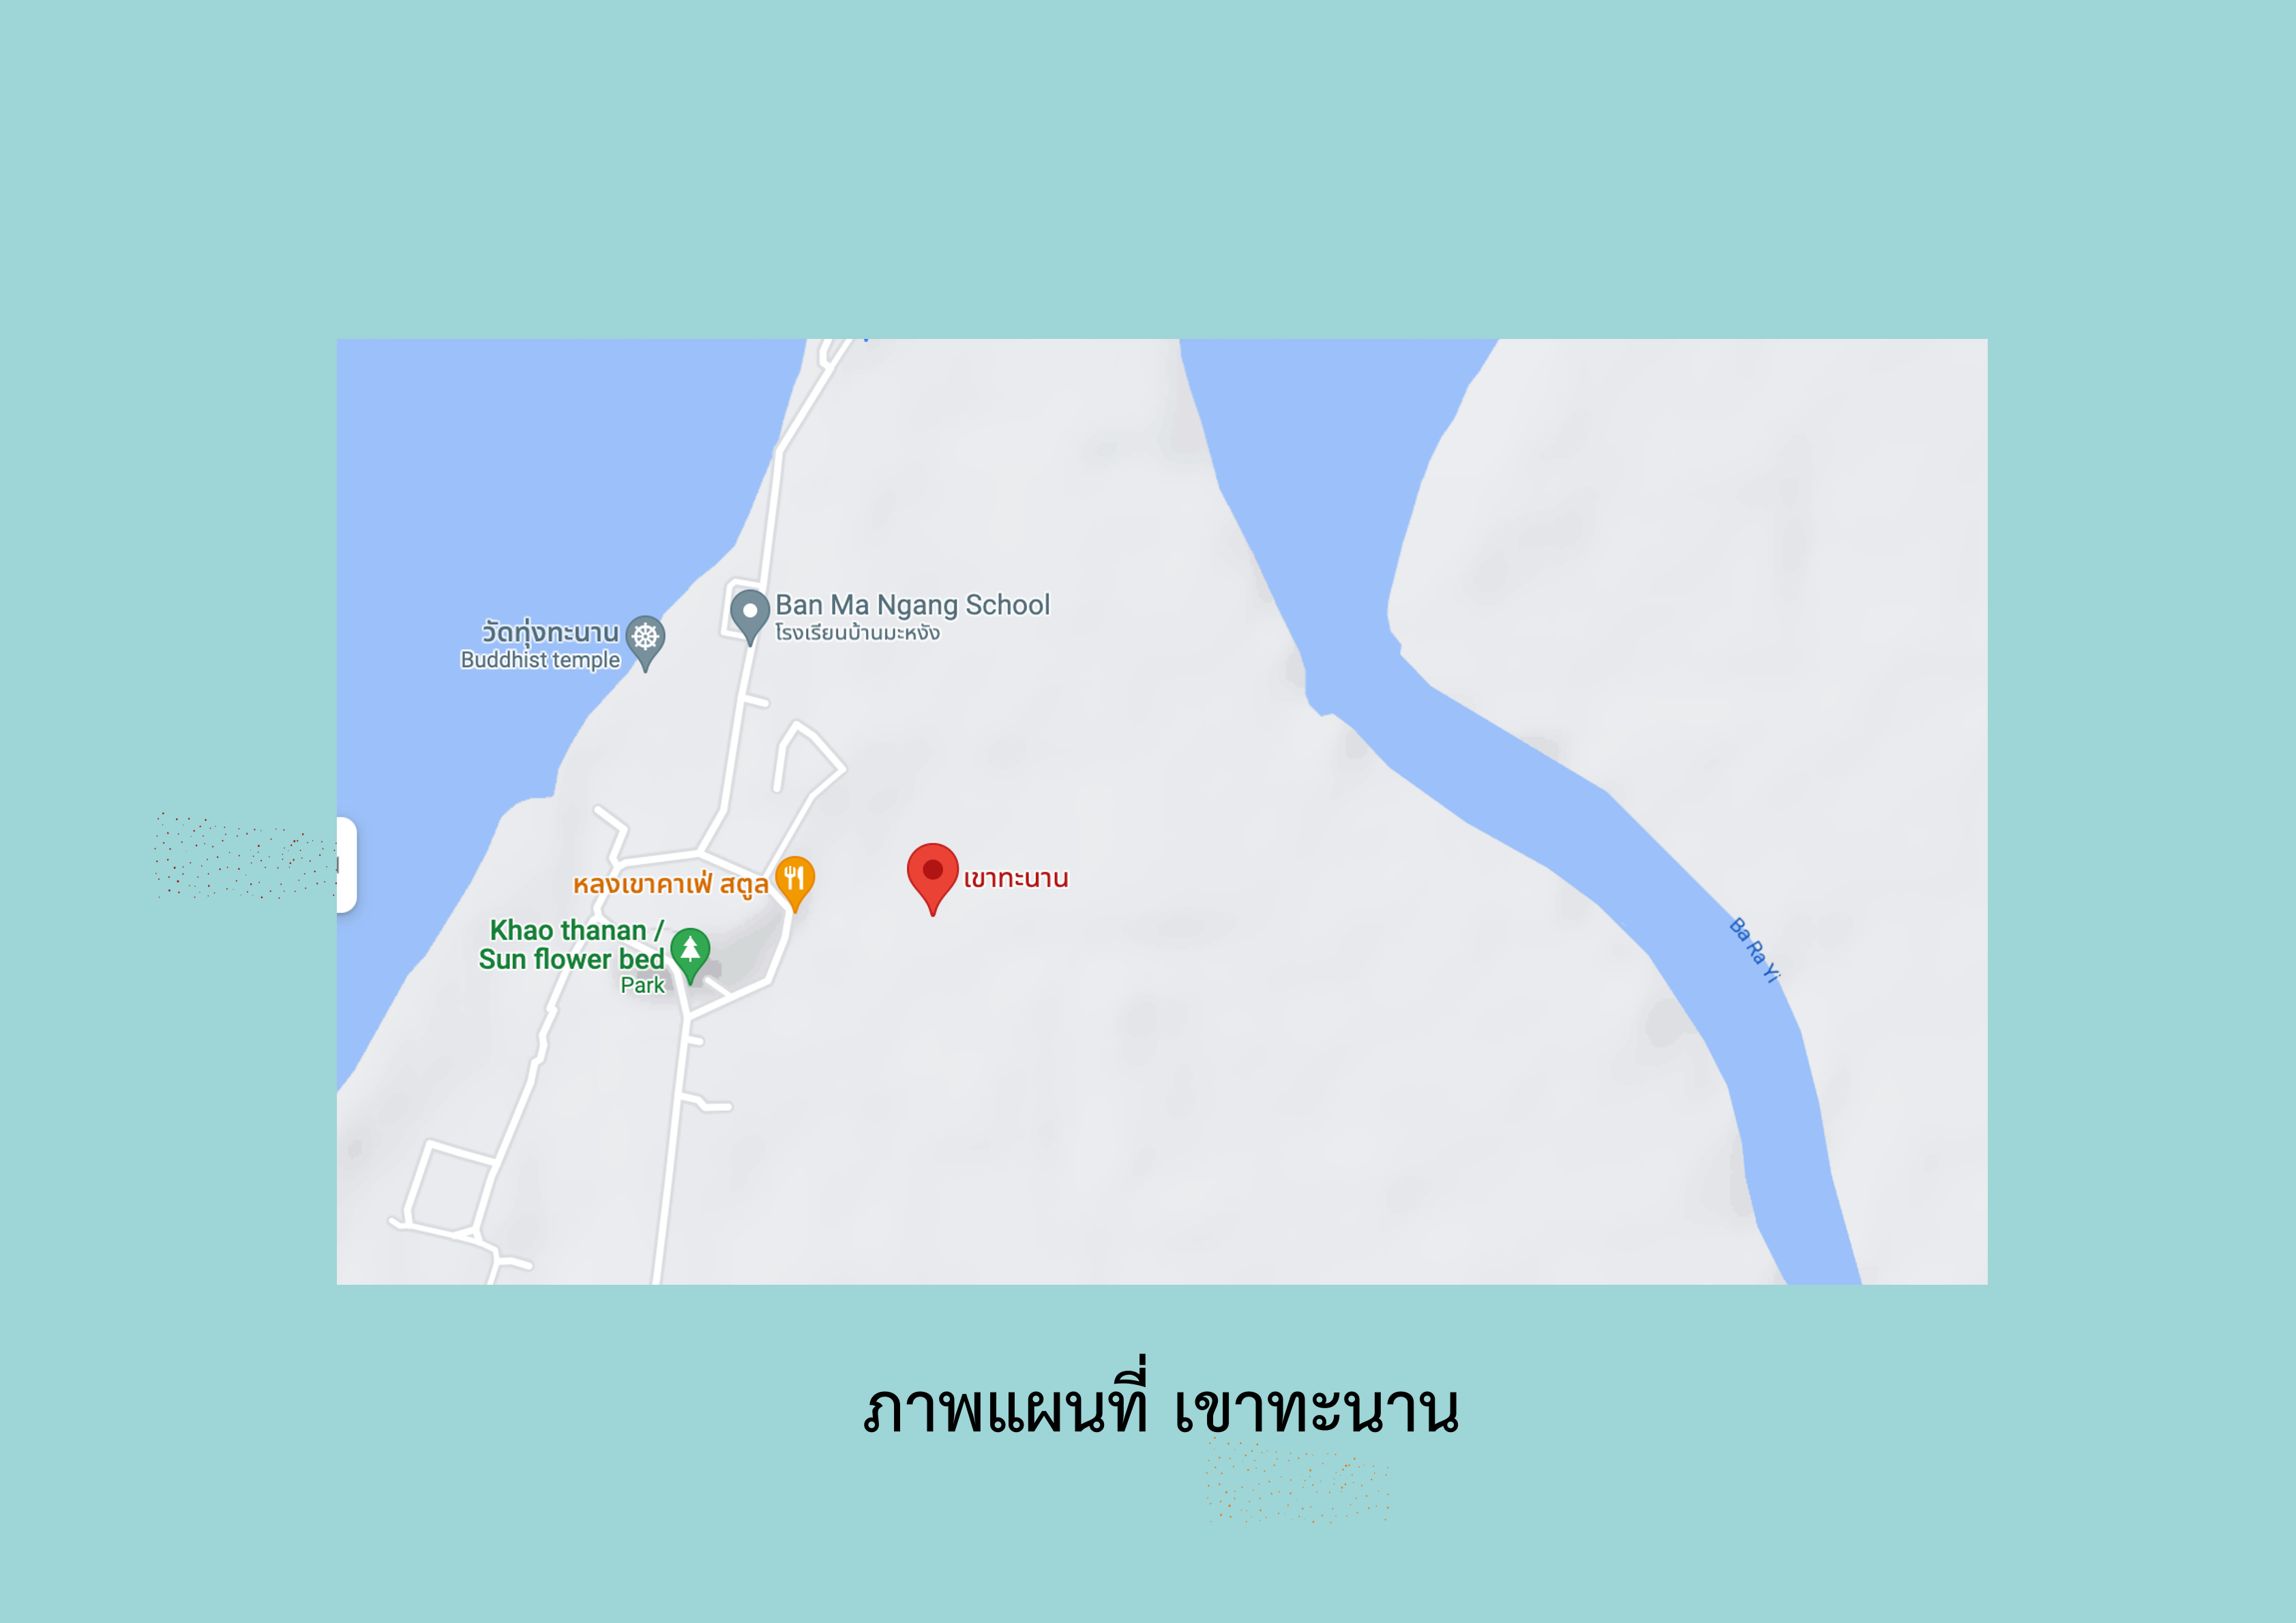 Ban Ma Ngang School
โรงเรียนบ้านมะหงัง
วัดทุ่งทะนาน
Buddhist temple
หลงเขาคาเฟ่ สตูล
เขาทะนาน
Khao thanan /
Sun flower bed
Park
Ba Ra Yi
ภาพแผนที่ เขาทะนาน